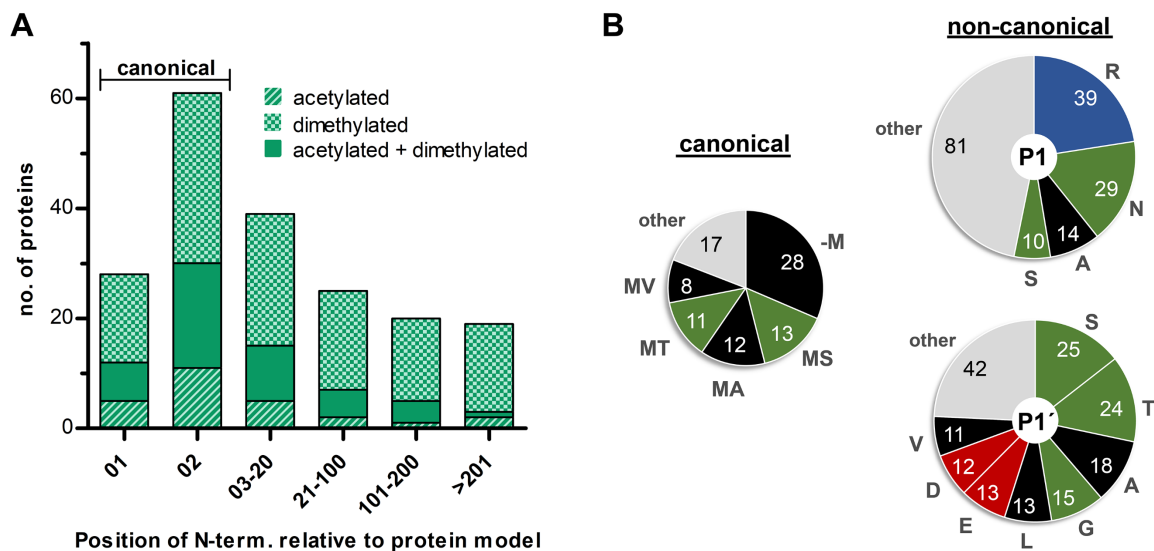 A
canonical
acetylated
dimethylated
acetylated + dimethylated
no. of proteins
60
40
20
0
01
02
03-20
21-100
101-200
>201
Position of N-term. relative to protein model
B
canonical
other
17
-M
28
MV
8
MT
11
MA
12
MS
13
non-canonical
P1
R
39
N
29
A
14
S
10
other
81
P1´
S
25
T
24
A
18
G
15
L
13
E
13
D
12
V
11
other
42